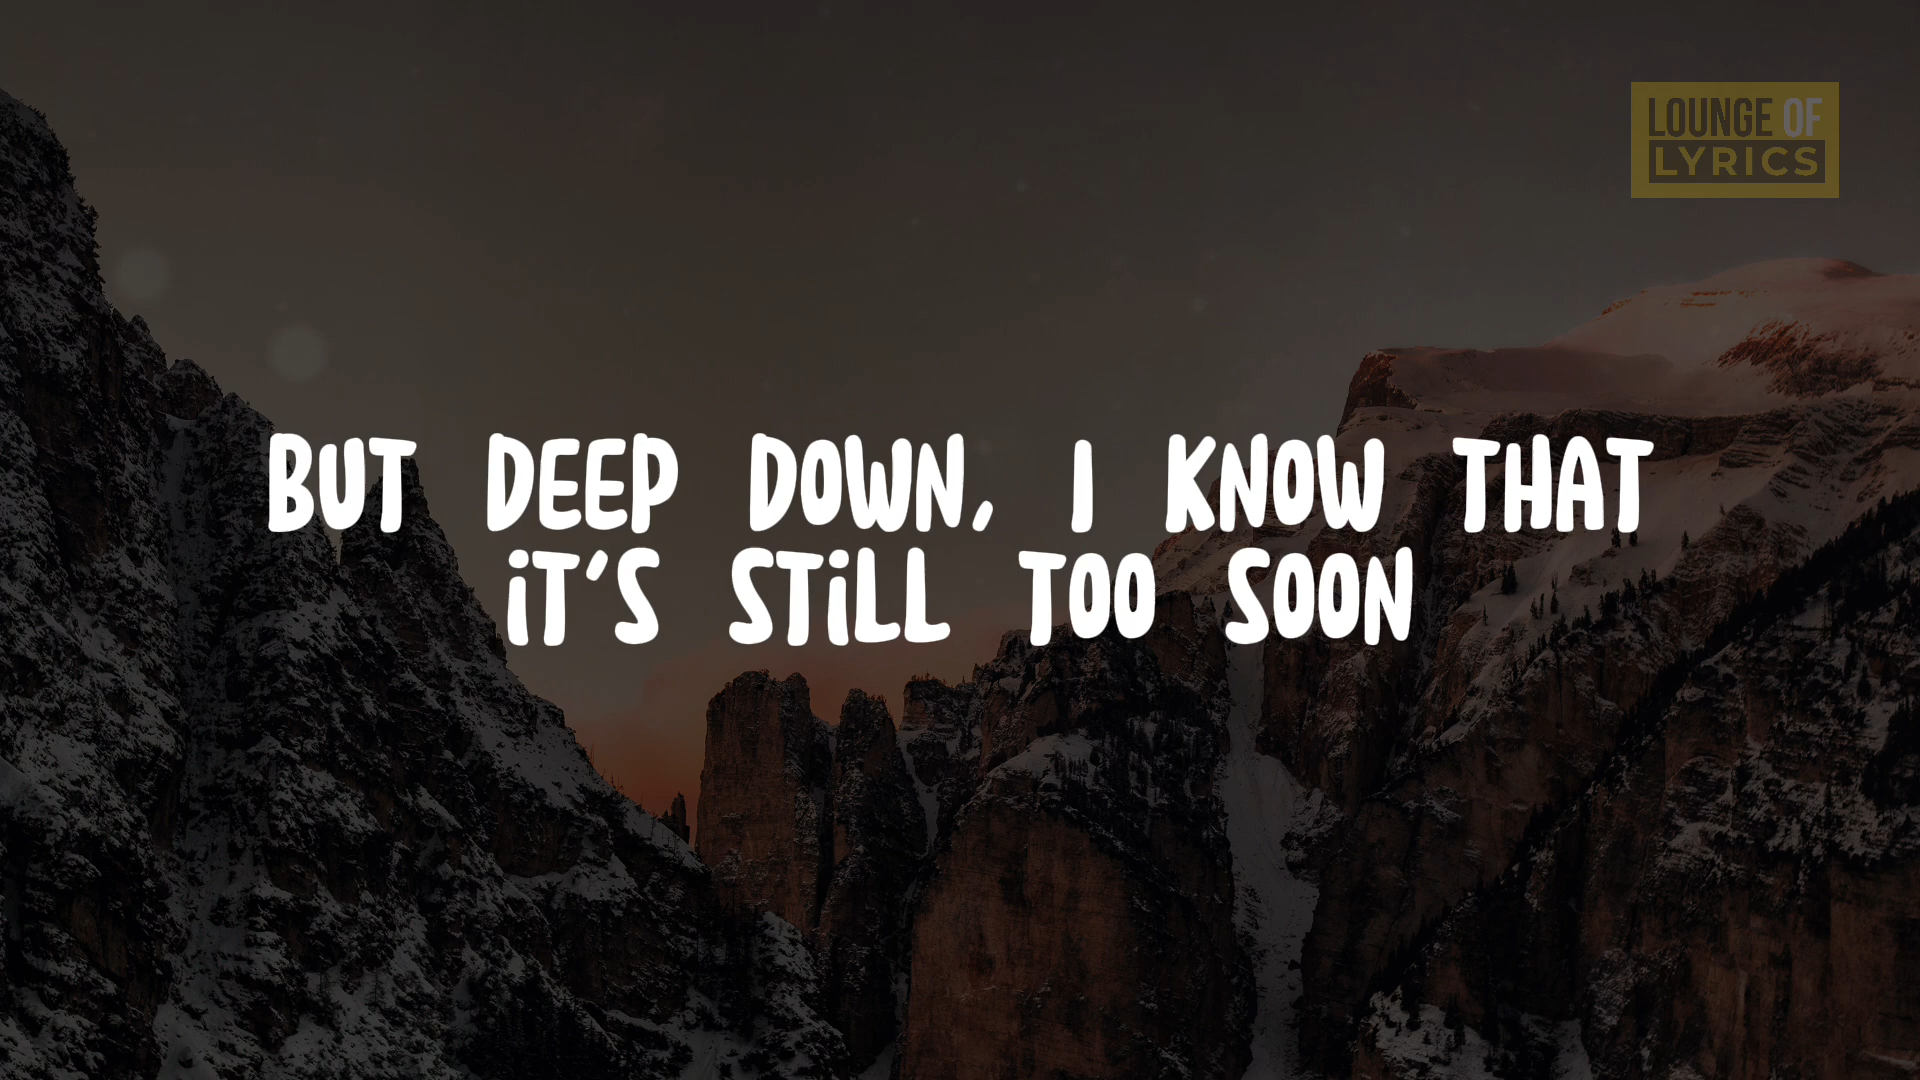 LOUNGE OF
LYRICS
BUT DEEP DOWN, I KNOW THAT
iT'S STiLL TOO SOON